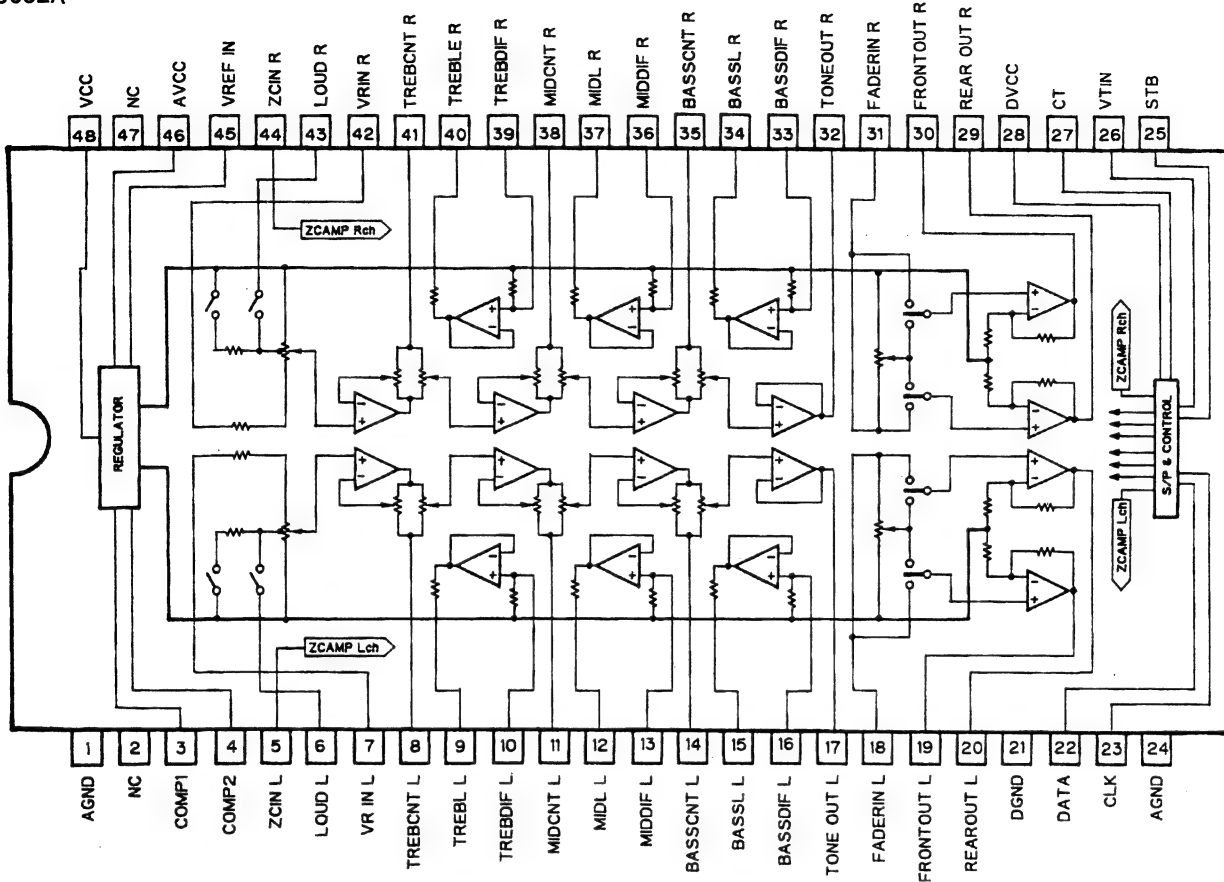 VCC
NC
AVCC
VREF IN
ZCIN R
LOUD R
VRIN R
TREBCNT R
TREBLE R
TREBDIF R
MIDCNT R
MIDL R
MIDDIF R
BASSCNT R
BASSL R
BASSDIF R
TONEOUT R
FADERIN R
FRONTOUT R
REAR OUT R
DVCC
CT
VTIN
STB
48
47
46
45
44
43
42
41
40
39
38
37
36
35
34
33
32
31
30
29
28
27
26
25
ZCAMP Rch
REGULATOR
ZCAMP Rch
S/P & CONTROL
ZCAMP Lch
ZCAMP Lch
1
2
3
4
5
6
7
8
9
10
11
12
13
14
15
16
17
18
19
20
21
22
23
24
AGND
NC
COMP1
COMP2
ZCIN L
LOUD L
VR IN L
TREBCNT L
TREBL L
TREBDIF L
MIDCNT L
MIDL L
MIDDIF L
BASSCNT L
BASSL L
BASSDIF L
TONE OUT L
FADERIN L
FRONTOUT L
REAROUT L
DGND
DATA
CLK
AGND